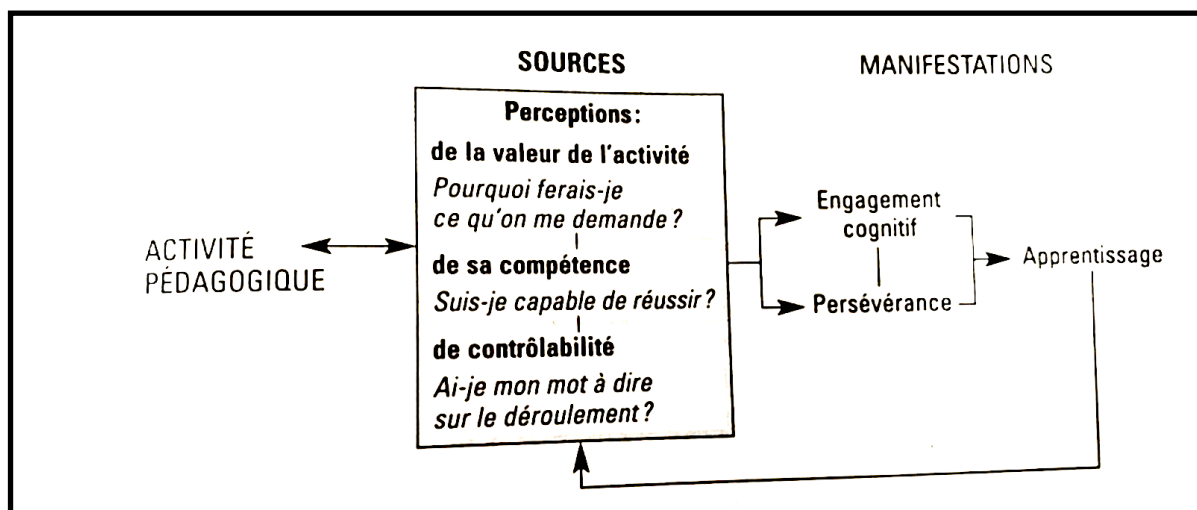 SOURCES
MANIFESTATIONS
Perceptions:
de la valeur de l'activité
Pourquoi ferais-je
ce qu'on me demande ?
de sa compétence
Suis-je capable de réussir ?
de contrôlabilité
Ai-je mon mot à dire
sur le déroulement ?
ACTIVITÉ
PÉDAGOGIQUE
Engagement
cognitif
Persévérance
Apprentissage